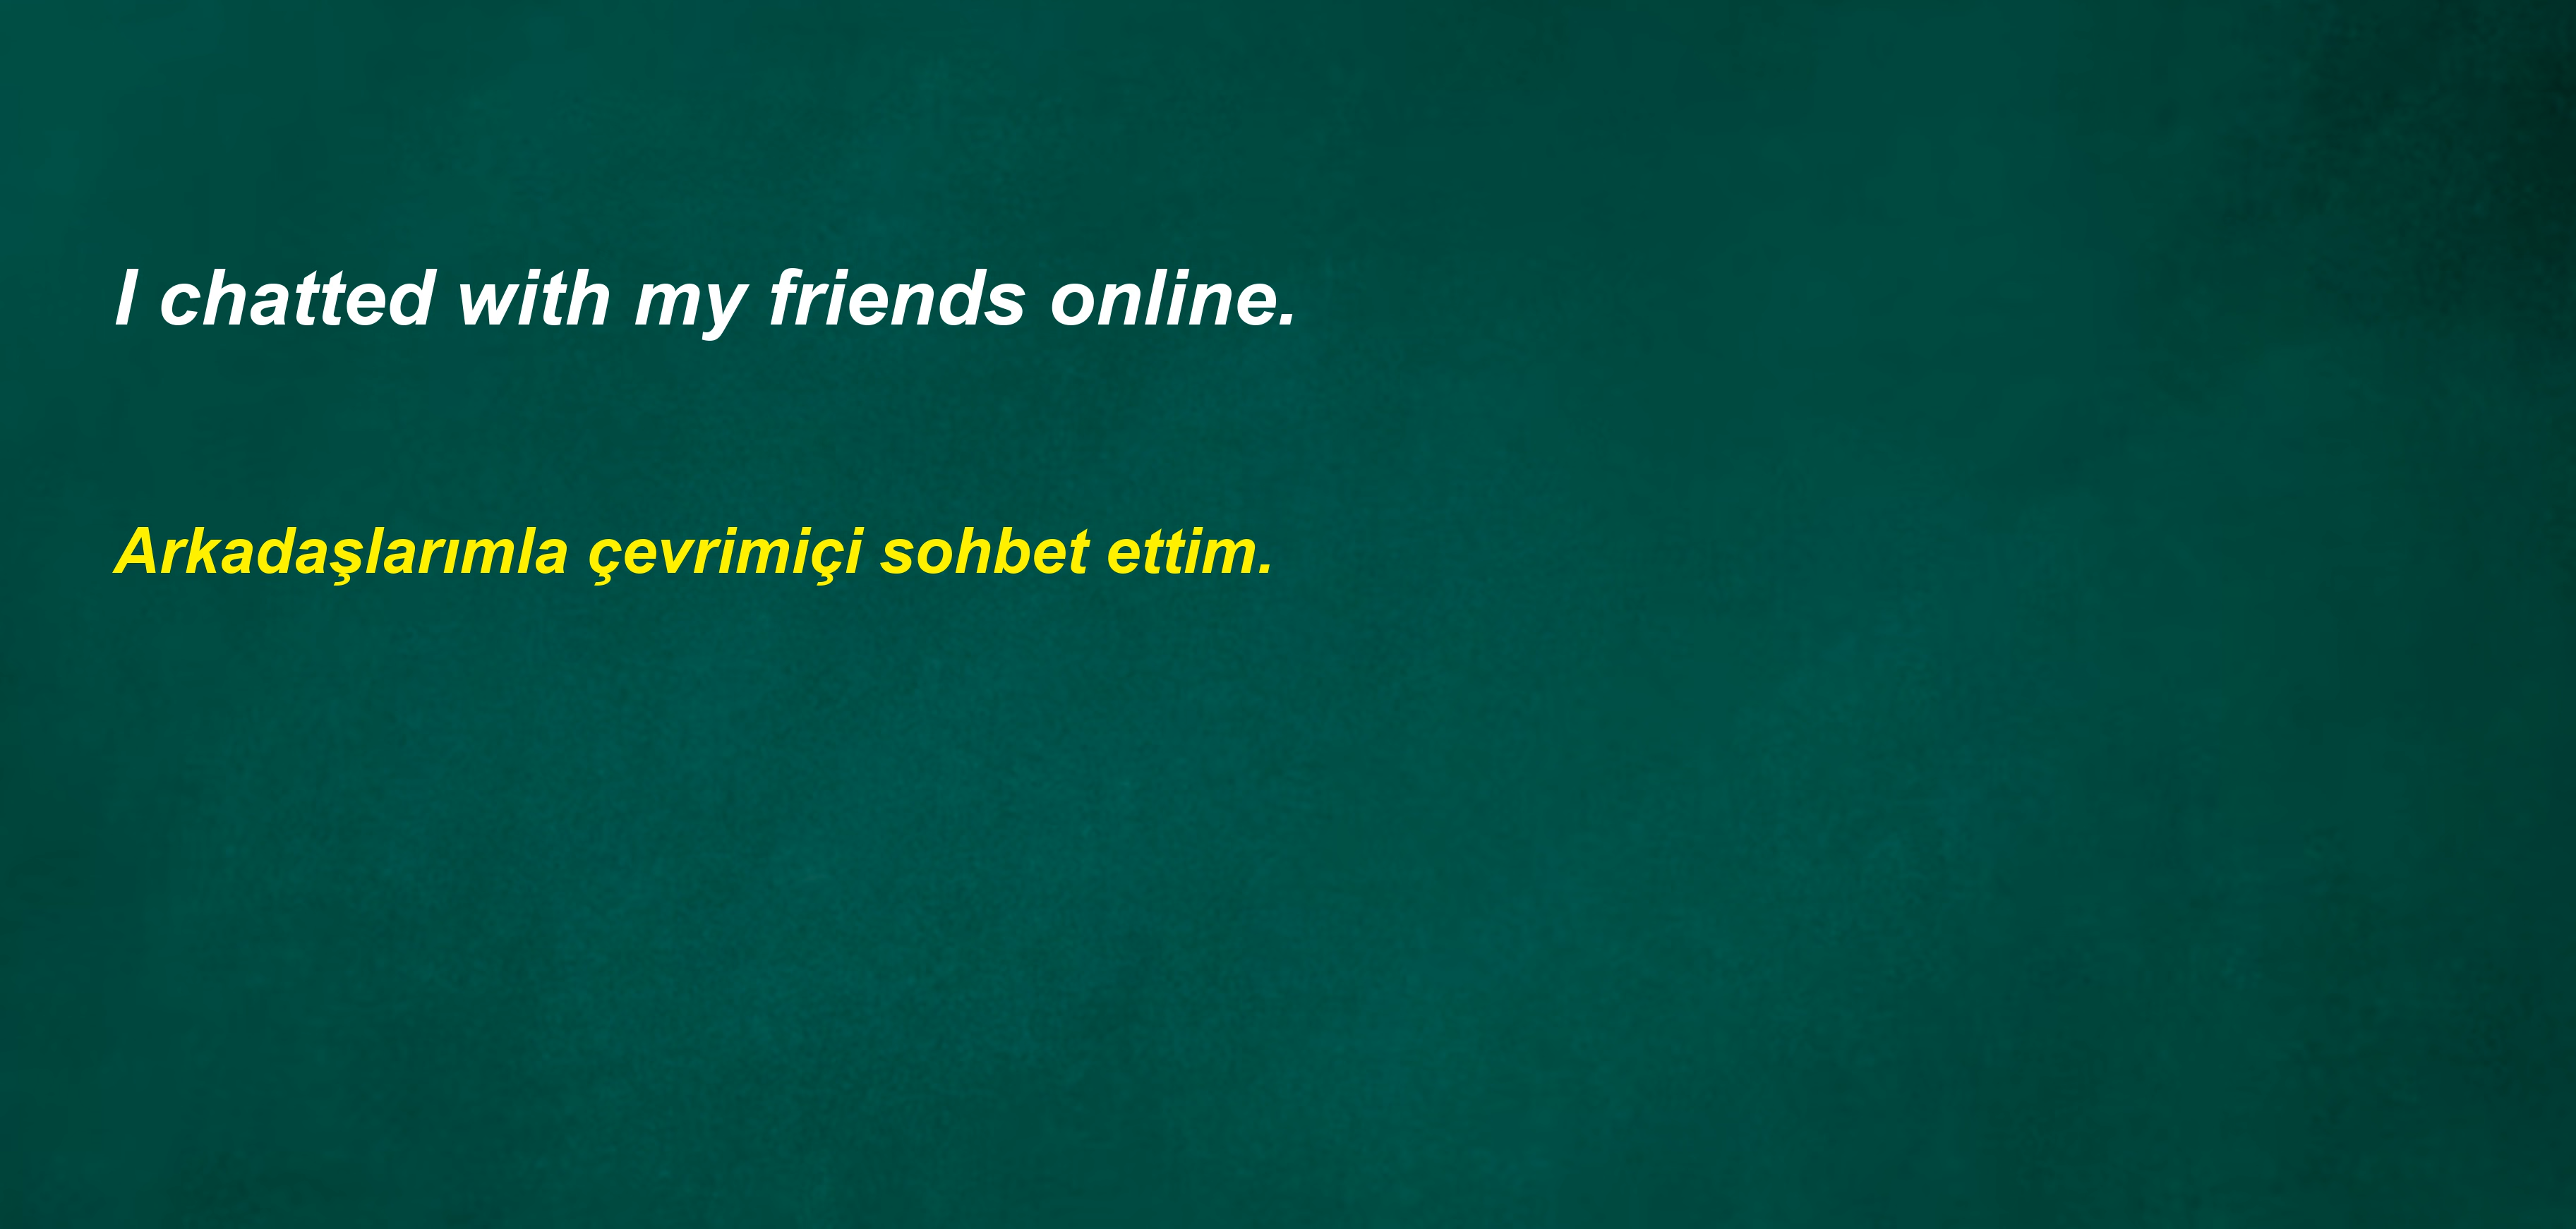 I chatted with my friends online.
Arkadaşlarımla çevrimiçi sohbet ettim.